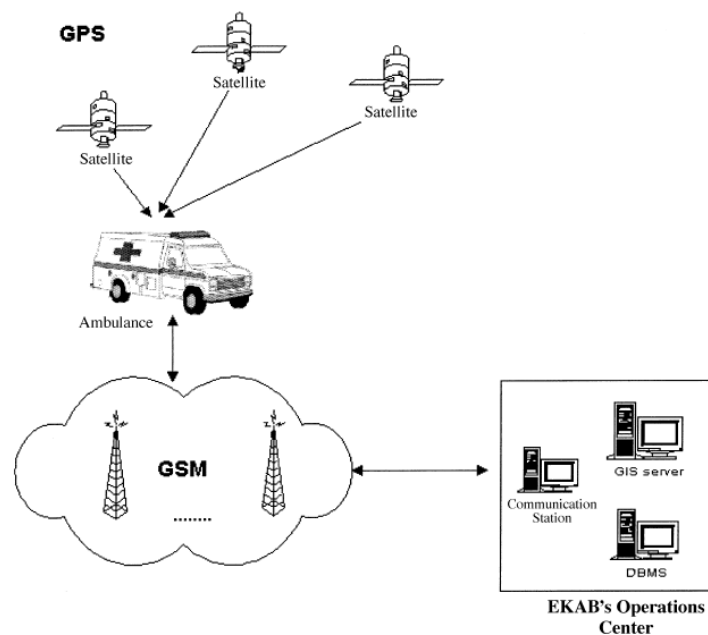 GPS
Satellite
Satellite
Satellite
Ambulance
GSM
........
GIS server
Communication
Station
DBMS
EKAB's Operations
Center